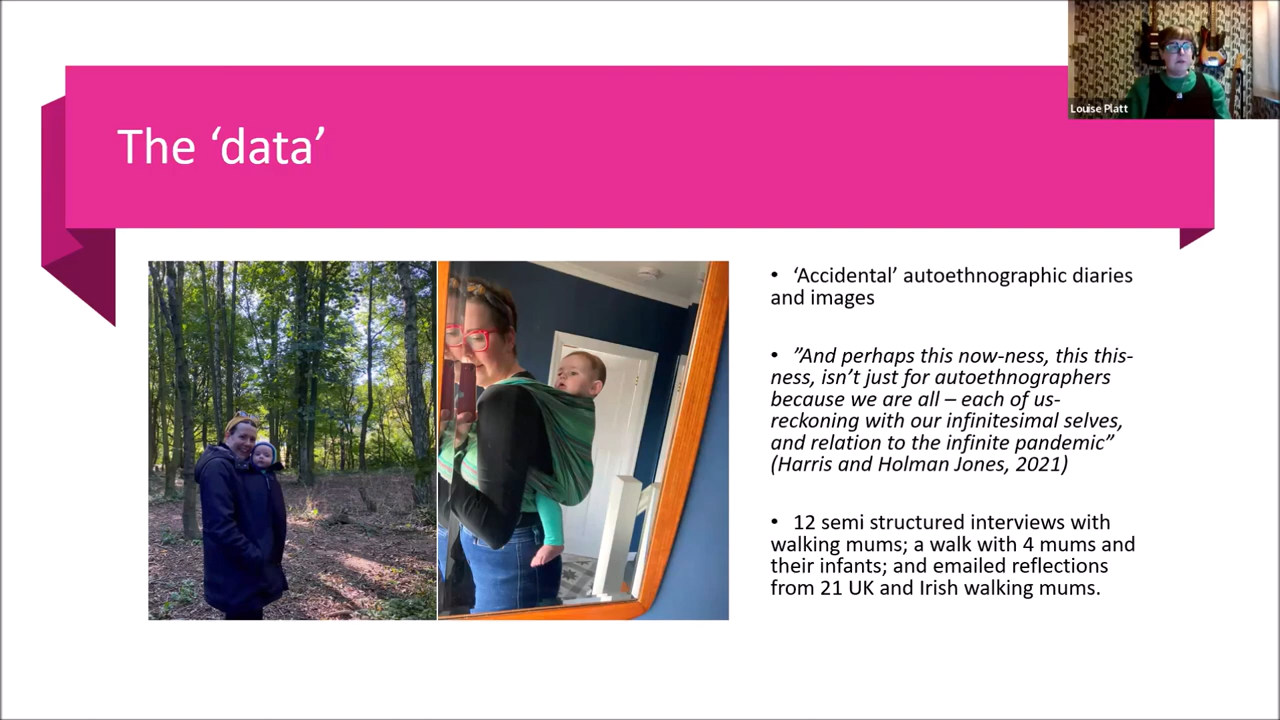 Louise Platt
The ‘data’
• ‘Accidental’ autoethnographic diaries
and images
• ”And perhaps this now-ness, this this-
ness, isn’t just for autoethnographers
because we are all – each of us-
reckoning with our infinitesimal selves,
and relation to the infinite pandemic”
(Harris and Holman Jones, 2021)
• 12 semi structured interviews with
walking mums; a walk with 4 mums and
their infants; and emailed reflections
from 21 UK and Irish walking mums.